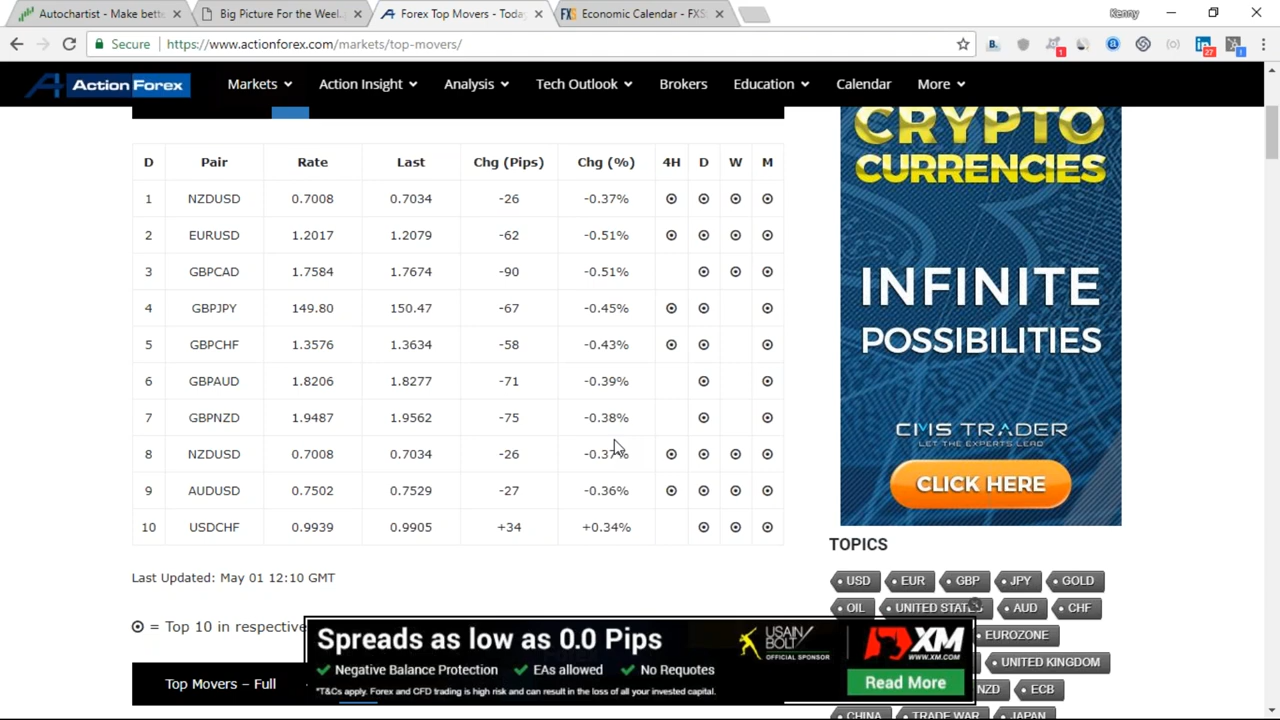 Autochartist - Make bette
Big Picture For the Week
Forex Top Movers - Today
FXS Economic Calendar - FXS
Kenny
Secure https://www.actionforex.com/markets/top-movers/
B.
1
27
1
Action Forex Markets Action Insight Analysis Tech Outlook Brokers Education Calendar More
D Pair Rate Last Chg (Pips) Chg (%) 4H D W M
1 NZDUSD 0.7008 0.7034 -26 -0.37%
2 EURUSD 1.2017 1.2079 -62 -0.51%
3 GBPCAD 1.7584 1.7674 -90 -0.51%
4 GBPJPY 149.80 150.47 -67 -0.45%
5 GBPCHF 1.3576 1.3634 -58 -0.43%
6 GBPAUD 1.8206 1.8277 -71 -0.39%
7 GBPNZD 1.9487 1.9562 -75 -0.38%
8 NZDUSD 0.7008 0.7034 -26 -0.37%
9 AUDUSD 0.7502 0.7529 -27 -0.36%
10 USDCHF 0.9939 0.9905 +34 +0.34%
Last Updated: May 01 12:10 GMT
= Top 10 in respective
Top Movers – Full
CRYPTO
CURRENCIES
INFINITE
POSSIBILITIES
CMS TRADER
LET THE EXPERTS LEAD
CLICK HERE
TOPICS
USD EUR GBP JPY GOLD
OIL UNITED STATES AUD CHF
EUROZONE
UNITED KINGDOM
NZD ECB
CHINA TRADE WAR JAPAN
Spreads as low as 0.0 Pips
Negative Balance Protection EAs allowed No Requotes
*T&Cs apply. Forex and CFD trading is high risk and can result in the loss of all your invested capital.
USAIN
BOLT
OFFICIAL SPONSOR
XM
WWW.XM.COM
Read More